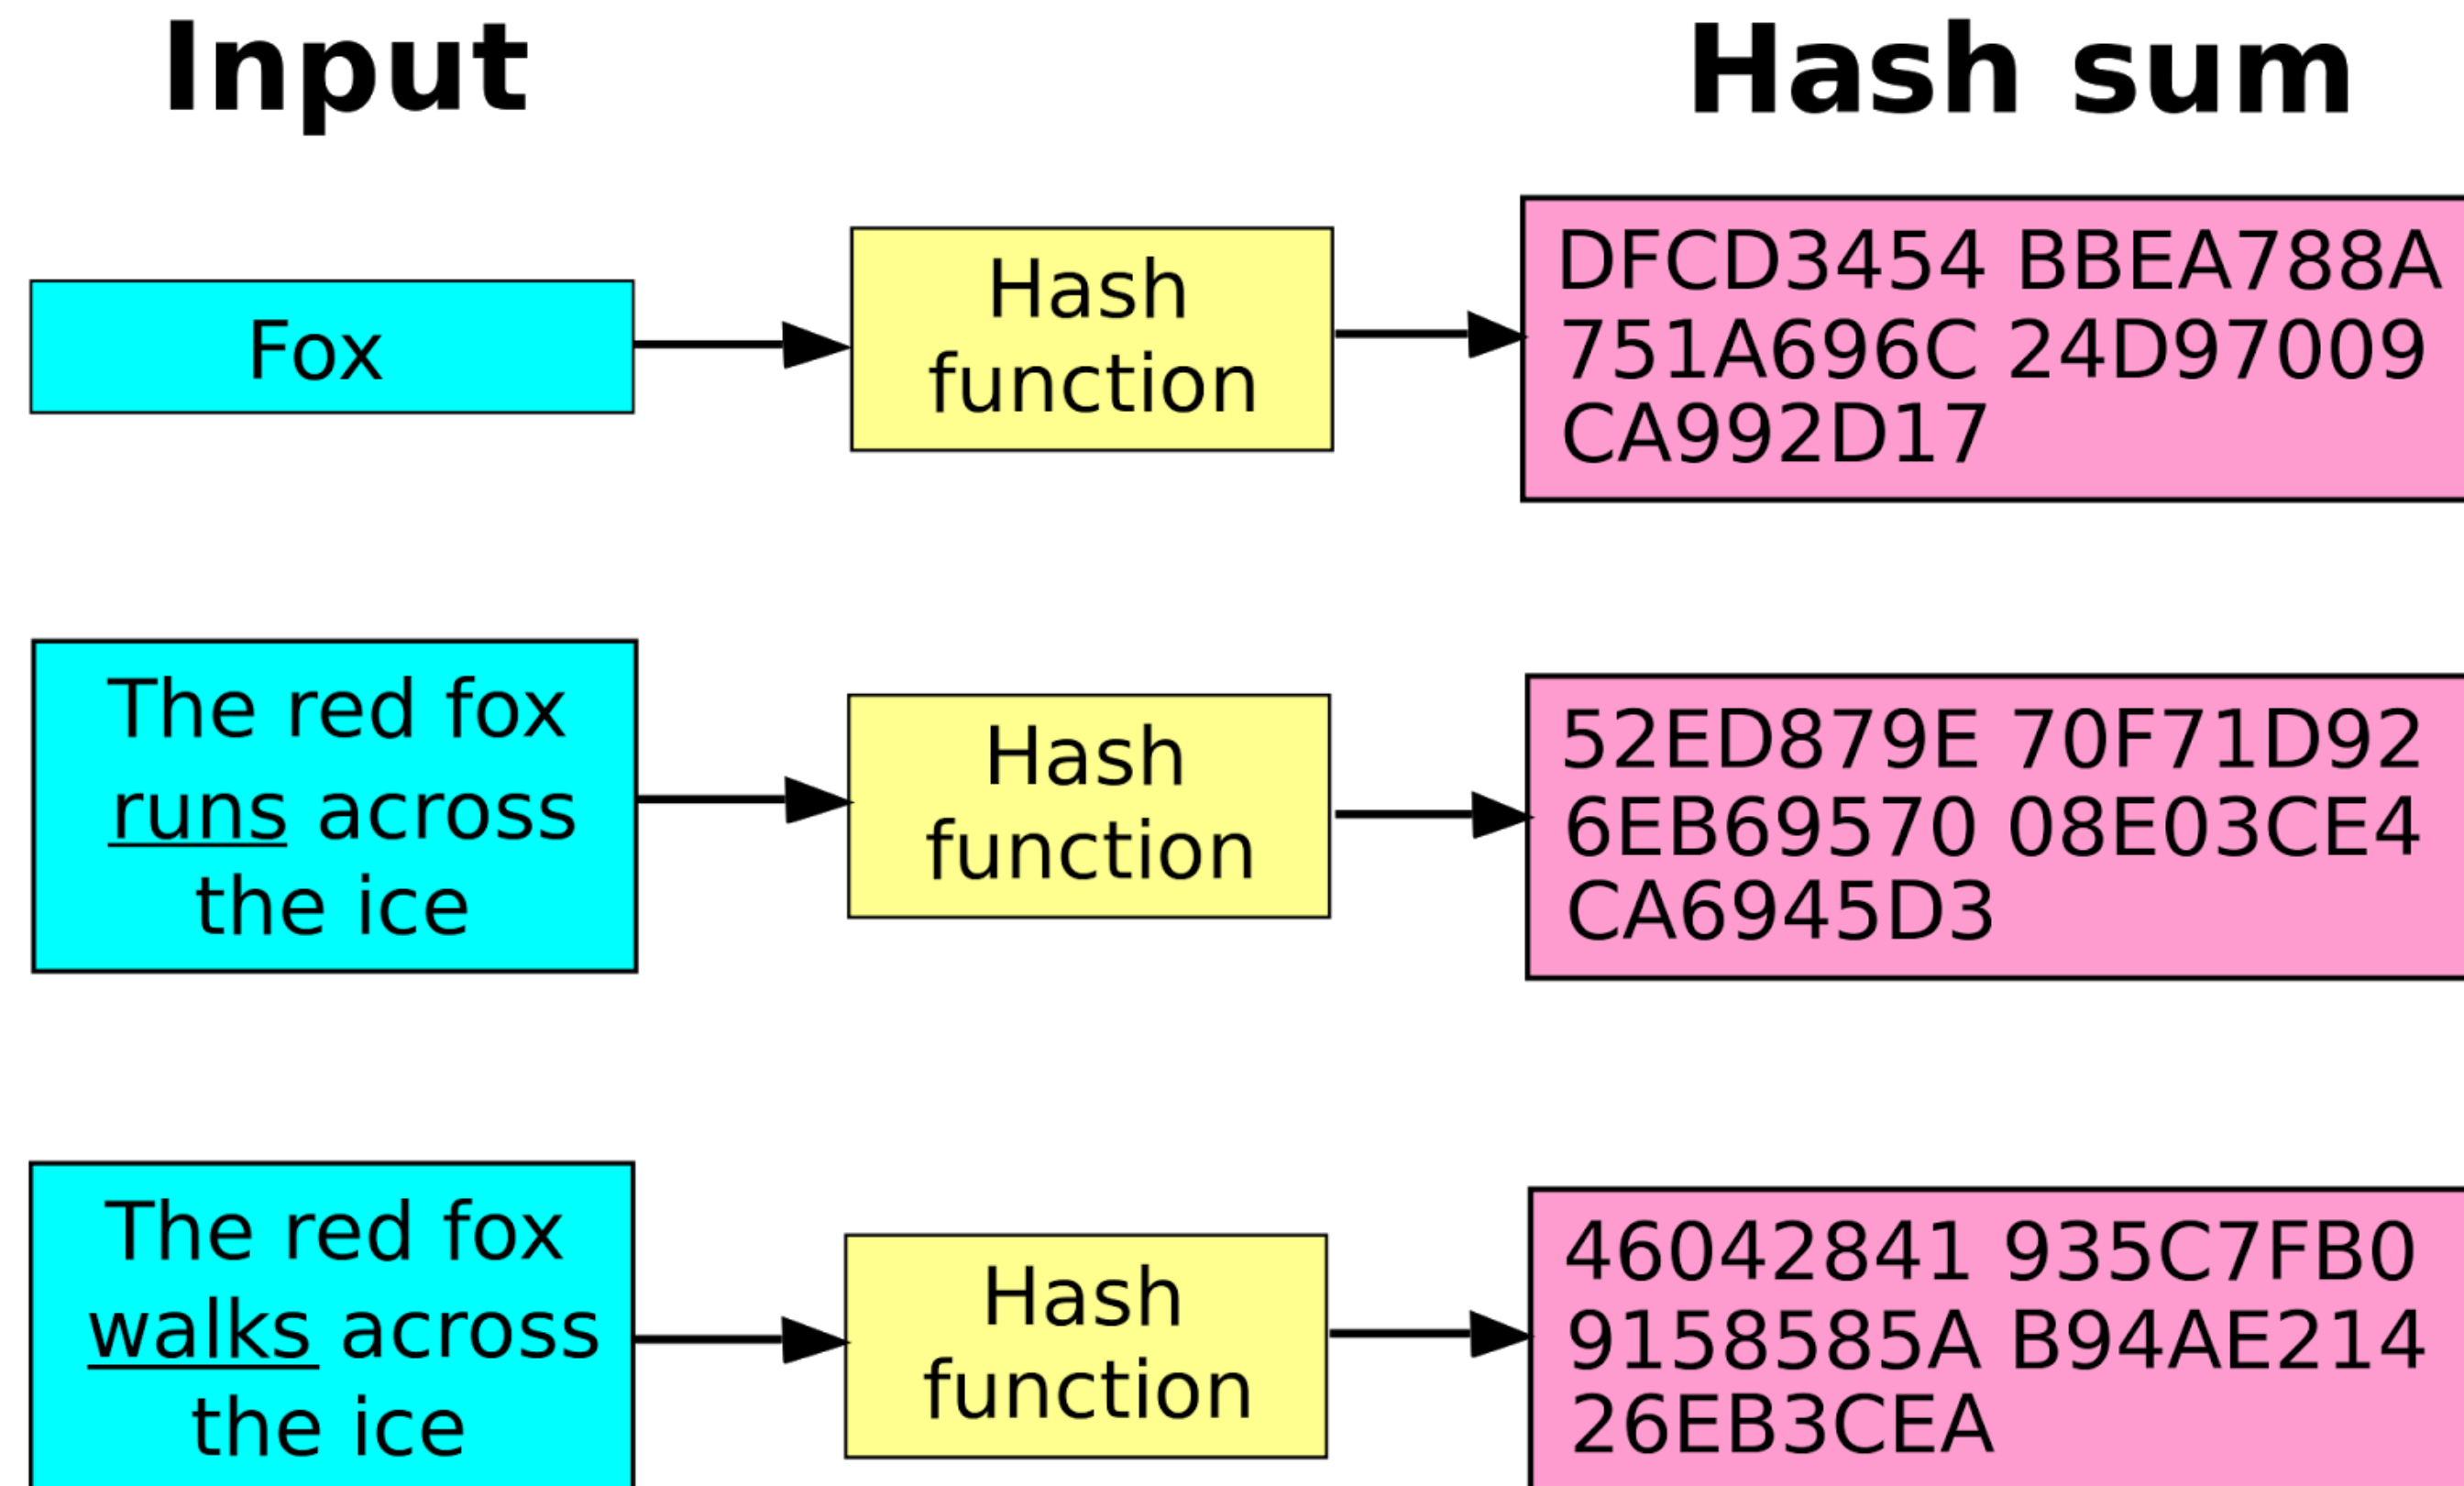 Input
Hash sum
Fox
Hash
function
DFCD3454 BBEA788A
751A696C 24D97009
CA992D17
The red fox
runs across
the ice
Hash
function
52ED879E 70F71D92
6EB69570 08E03CE4
CA6945D3
The red fox
walks across
the ice
Hash
function
46042841 935C7FB0
9158585A B94AE214
26EB3CEA